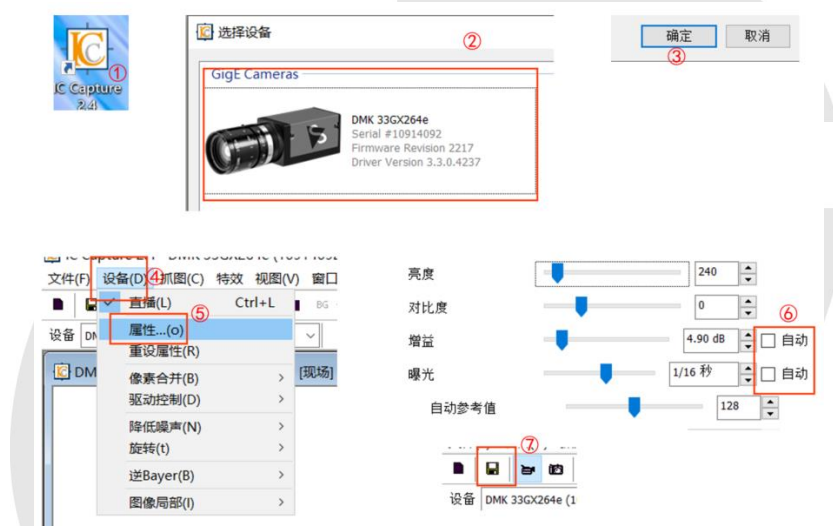 ①
IC Capture
2.4
选择设备
②
GigE Cameras
DMK 33GX264e
Serial #10914092
Firmware Revision 2217
Driver Version 3.3.0.4237
确定
取消
③
文件(F) 设备(D) ④ 抓图(C) 特效 视图(V) 窗口
直播(L) Ctrl+L
BG
⑤
设备
属性...(o)
重设属性(R)
DM
[现场]
像素合并(B)
驱动控制(D)
降低噪声(N)
旋转(t)
逆Bayer(B)
图像局部(I)
亮度 240
对比度 0
⑥
增益 4.90 dB 自动
曝光 1/16 秒 自动
自动参考值 128
⑦
设备 DMK 33GX264e (1